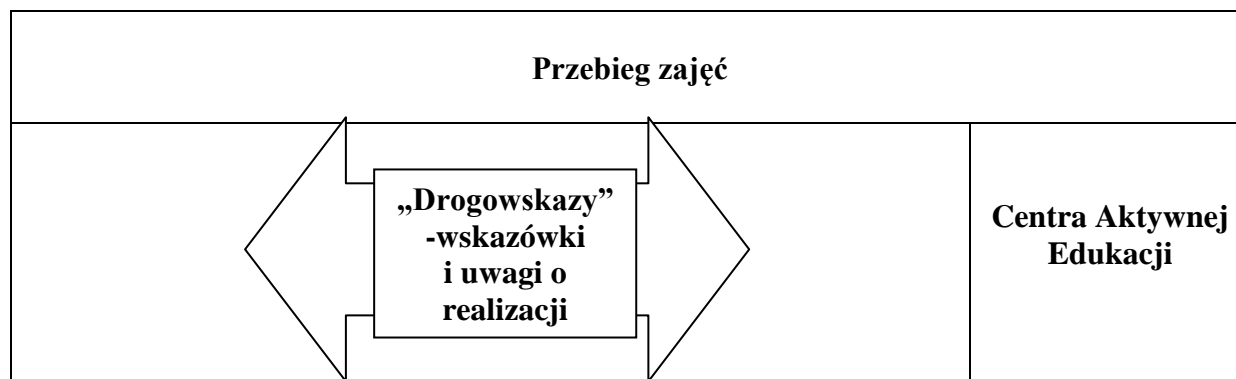 Przebieg zajęć
„Drogowskazy”
-wskazówki
i uwagi o
realizacji
Centra Aktywnej
Edukacji